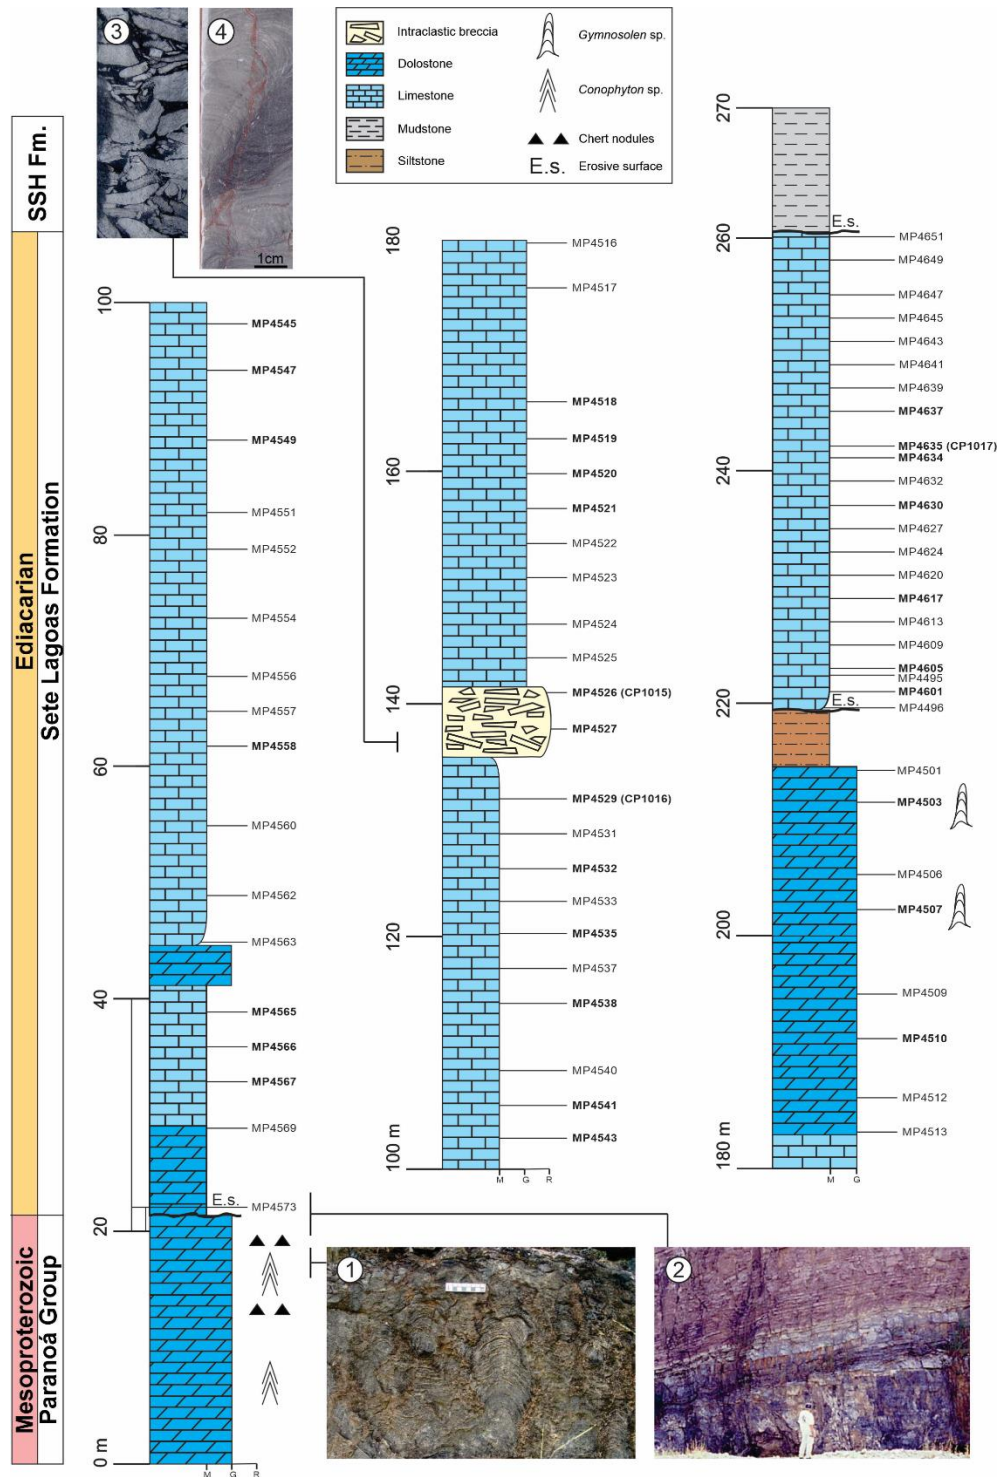 3
4
1cm
Intraclastic breccia
Dolostone
Limestone
Mudstone
Siltstone
Gymnosolen sp.
Conophyton sp.
Chert nodules
E.s. Erosive surface
SSH Fm.
Ediacarian
Sete Lagoas Formation
Mesoproterozoic
Paranoá Group
100
80
60
40
20
0 m
MP4545
MP4547
MP4549
MP4551
MP4552
MP4554
MP4556
MP4557
MP4558
MP4560
MP4562
MP4563
MP4565
MP4566
MP4567
MP4569
E.s.
MP4573
M G R
180
160
140
120
100 m
MP4516
MP4517
MP4518
MP4519
MP4520
MP4521
MP4522
MP4523
MP4524
MP4525
MP4526 (CP1015)
MP4527
MP4529 (CP1016)
MP4531
MP4532
MP4533
MP4535
MP4537
MP4538
MP4540
MP4541
MP4543
M G R
270
260
240
220
200
180 m
E.s.
MP4651
MP4649
MP4647
MP4645
MP4643
MP4641
MP4639
MP4637
MP4635 (CP1017)
MP4634
MP4632
MP4630
MP4627
MP4624
MP4620
MP4617
MP4613
MP4609
MP4605
MP4495
MP4601
E.s.
MP4496
MP4501
MP4503
MP4506
MP4507
MP4509
MP4510
MP4512
MP4513
M G
1
2